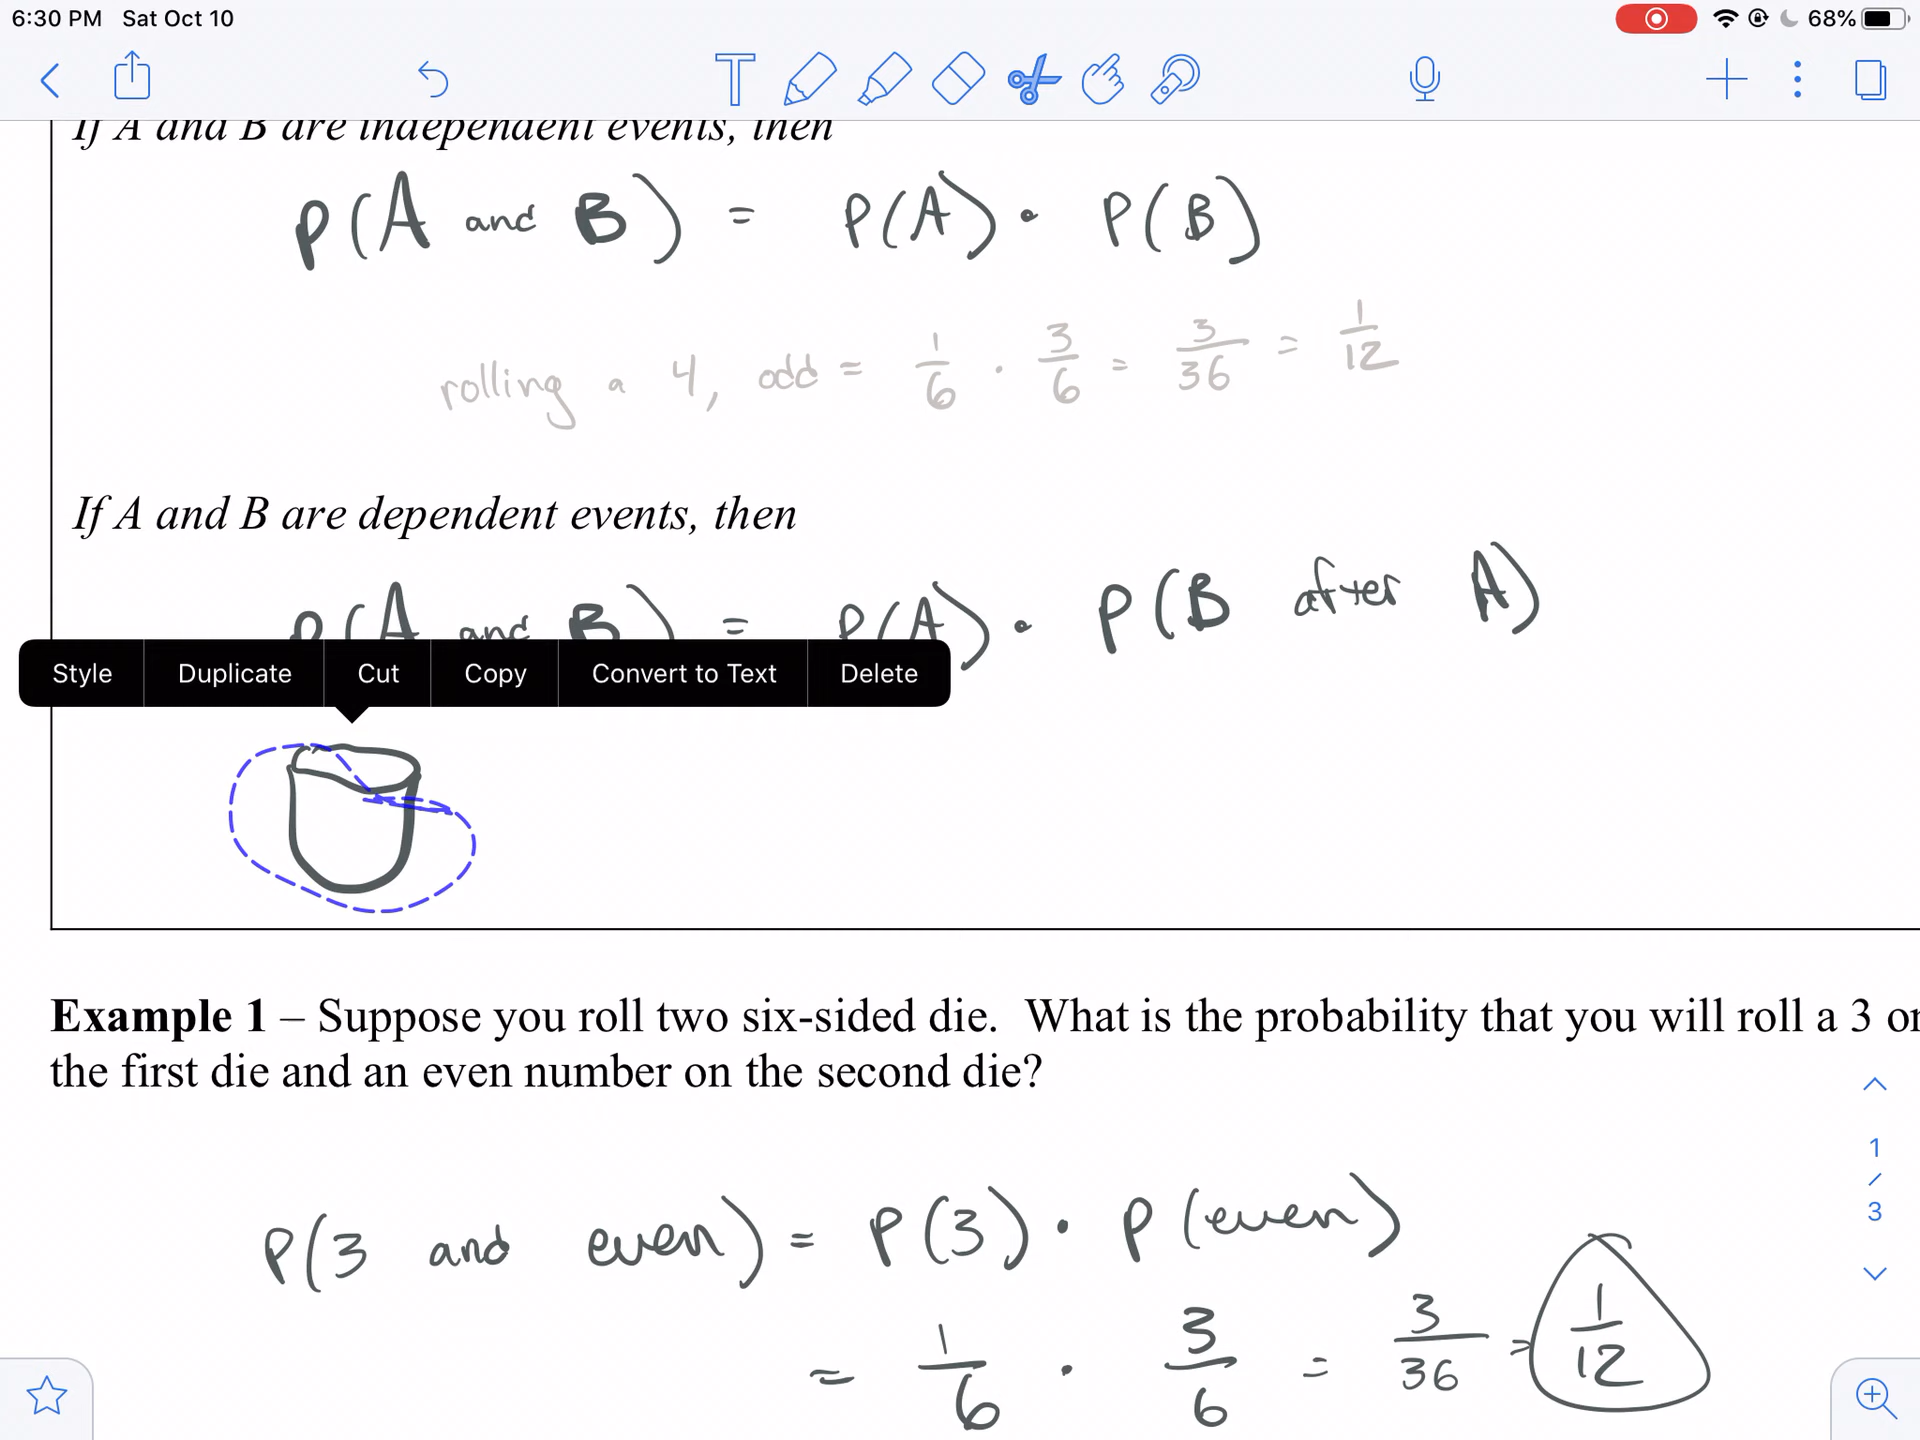 6:30 PM Sat Oct 10 68%
If A and B are independent events, then
P(A and B) = P(A) • P(B)
rolling a 4, odd = 1/6 · 3/6 = 3/36 = 1/12
If A and B are dependent events, then
P(A and B) = P(A) • P(B after A)
Style Duplicate Cut Copy Convert to Text Delete
Example 1 – Suppose you roll two six-sided die. What is the probability that you will roll a 3 on
the first die and an even number on the second die?
1
/
3
P(3 and even) = P(3) • P(even)
= 1/6 · 3/6 = 3/36 = 1/12